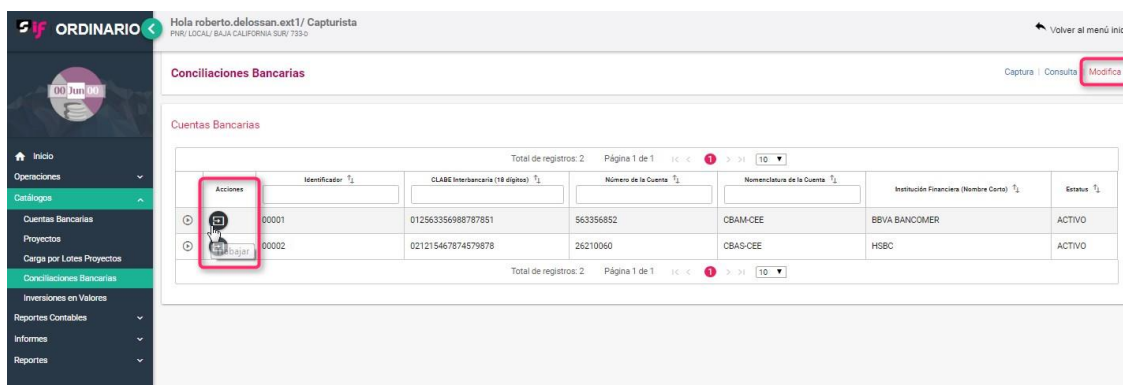 Sif ORDINARIO
Hola roberto.delossan.ext1/ Capturista
PNR/ LOCAL/ BAJA CALIFORNIA SUR/ 733-b
Volver al menú inic
00 Jun 00
Conciliaciones Bancarias
Captura | Consulta | Modifica
Cuentas Bancarias
Inicio
Operaciones
Catálogos
Cuentas Bancarias
Proyectos
Carga por Lotes Proyectos
Conciliaciones Bancarias
Inversiones en Valores
Reportes Contables
Informes
Reportes
Total de registros: 2 Página 1 de 1 1 10
Acciones Identificador CLABE Interbancaria (18 dígitos) Número de la Cuenta Nomenclatura de la Cuenta Institución Financiera (Nombre Corto) Estatus
00001 012563356988787851 563356852 CBAM-CEE BBVA BANCOMER ACTIVO
00002 021215467874579878 26210060 CBAS-CEE HSBC ACTIVO
Total de registros: 2 Página 1 de 1 1 10